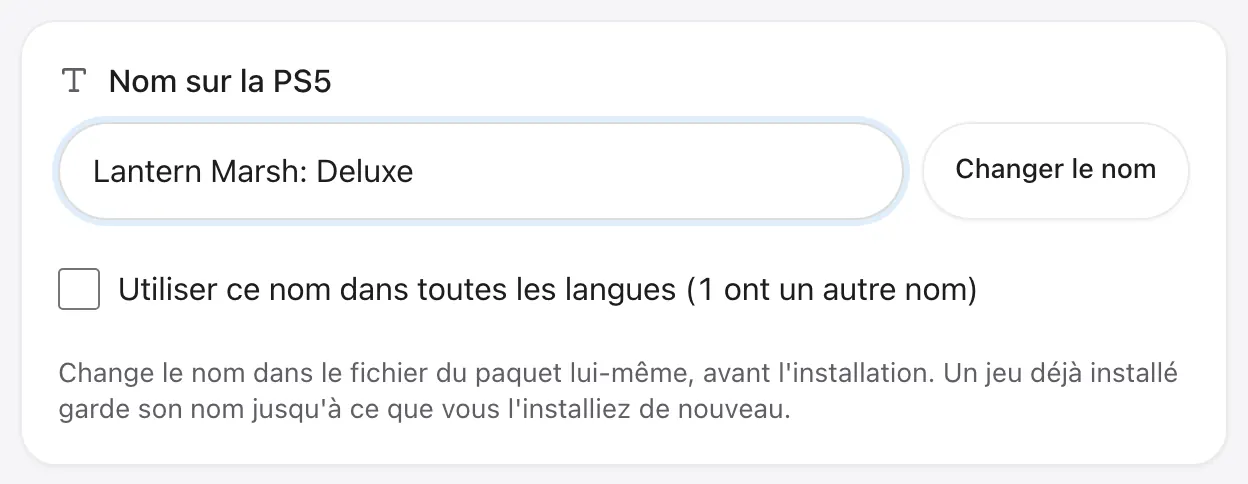 Nom sur la PS5
Lantern Marsh: Deluxe
Changer le nom
Utiliser ce nom dans toutes les langues (1 ont un autre nom)
Change le nom dans le fichier du paquet lui-même, avant l'installation. Un jeu déjà installé
garde son nom jusqu'à ce que vous l'installiez de nouveau.